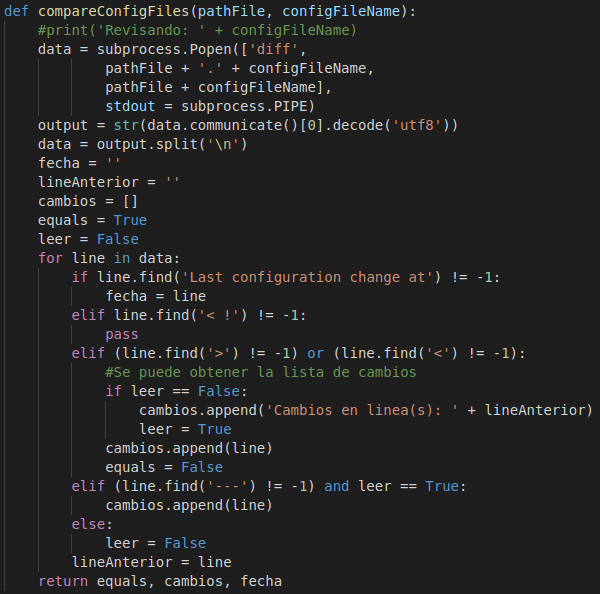 def compareConfigFiles(pathFile, configFileName):
    #print('Revisando: ' + configFileName)
    data = subprocess.Popen(['diff',
            pathFile + '.' + configFileName,
            pathFile + configFileName],
            stdout = subprocess.PIPE)
    output = str(data.communicate()[0].decode('utf8'))
    data = output.split('\n')
    fecha = ''
    lineAnterior = ''
    cambios = []
    equals = True
    leer = False
    for line in data:
        if line.find('Last configuration change at') != -1:
            fecha = line
        elif line.find('< !') != -1:
            pass
        elif (line.find('>') != -1) or (line.find('<') != -1):
            #Se puede obtener la lista de cambios
            if leer == False:
                cambios.append('Cambios en linea(s): ' + lineAnterior)
                leer = True
            cambios.append(line)
            equals = False
        elif (line.find('---') != -1) and leer == True:
            cambios.append(line)
        else:
            leer = False
        lineAnterior = line
    return equals, cambios, fecha